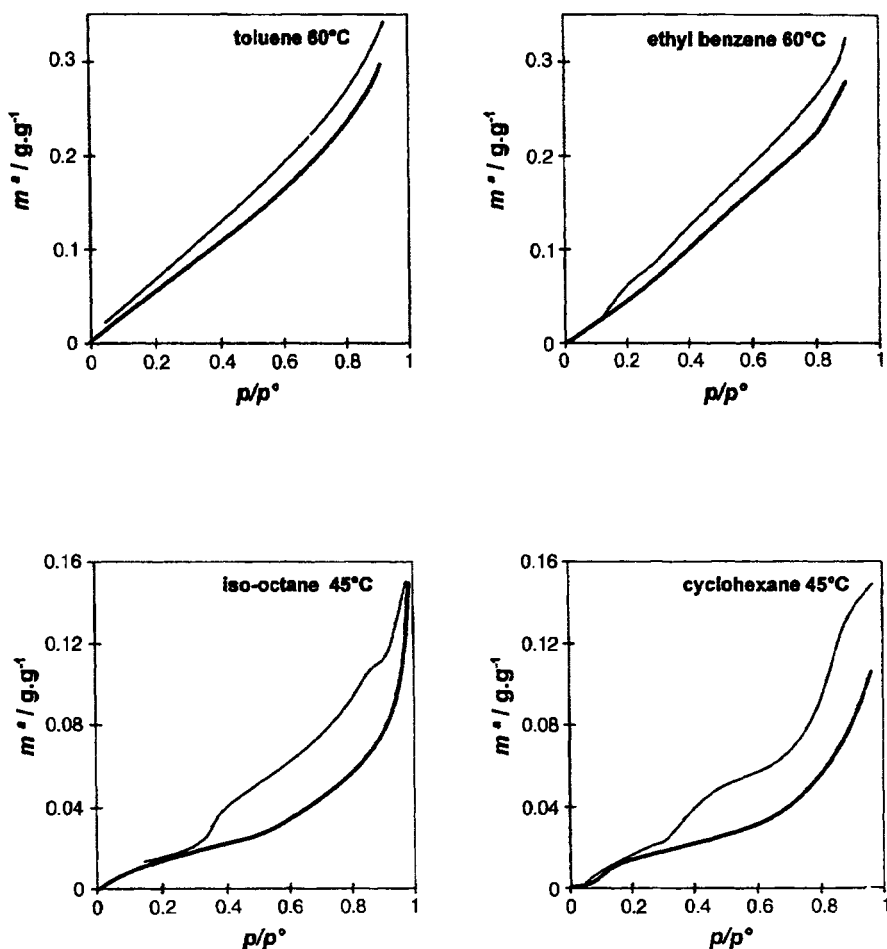 toluene 60°C
0.3
0.2
0.1
0
m ᵃ / g.g⁻¹
0 0.2 0.4 0.6 0.8 1
p/p°
ethyl benzene 60°C
0.3
0.2
0.1
0
m ᵃ / g.g⁻¹
0 0.2 0.4 0.6 0.8 1
p/p°
iso-octane 45°C
0.16
0.12
0.08
0.04
0
m ᵃ / g.g⁻¹
0 0.2 0.4 0.6 0.8 1
p/p°
cyclohexane 45°C
0.16
0.12
0.08
0.04
0
m ᵃ / g.g⁻¹
0 0.2 0.4 0.6 0.8 1
p/p°